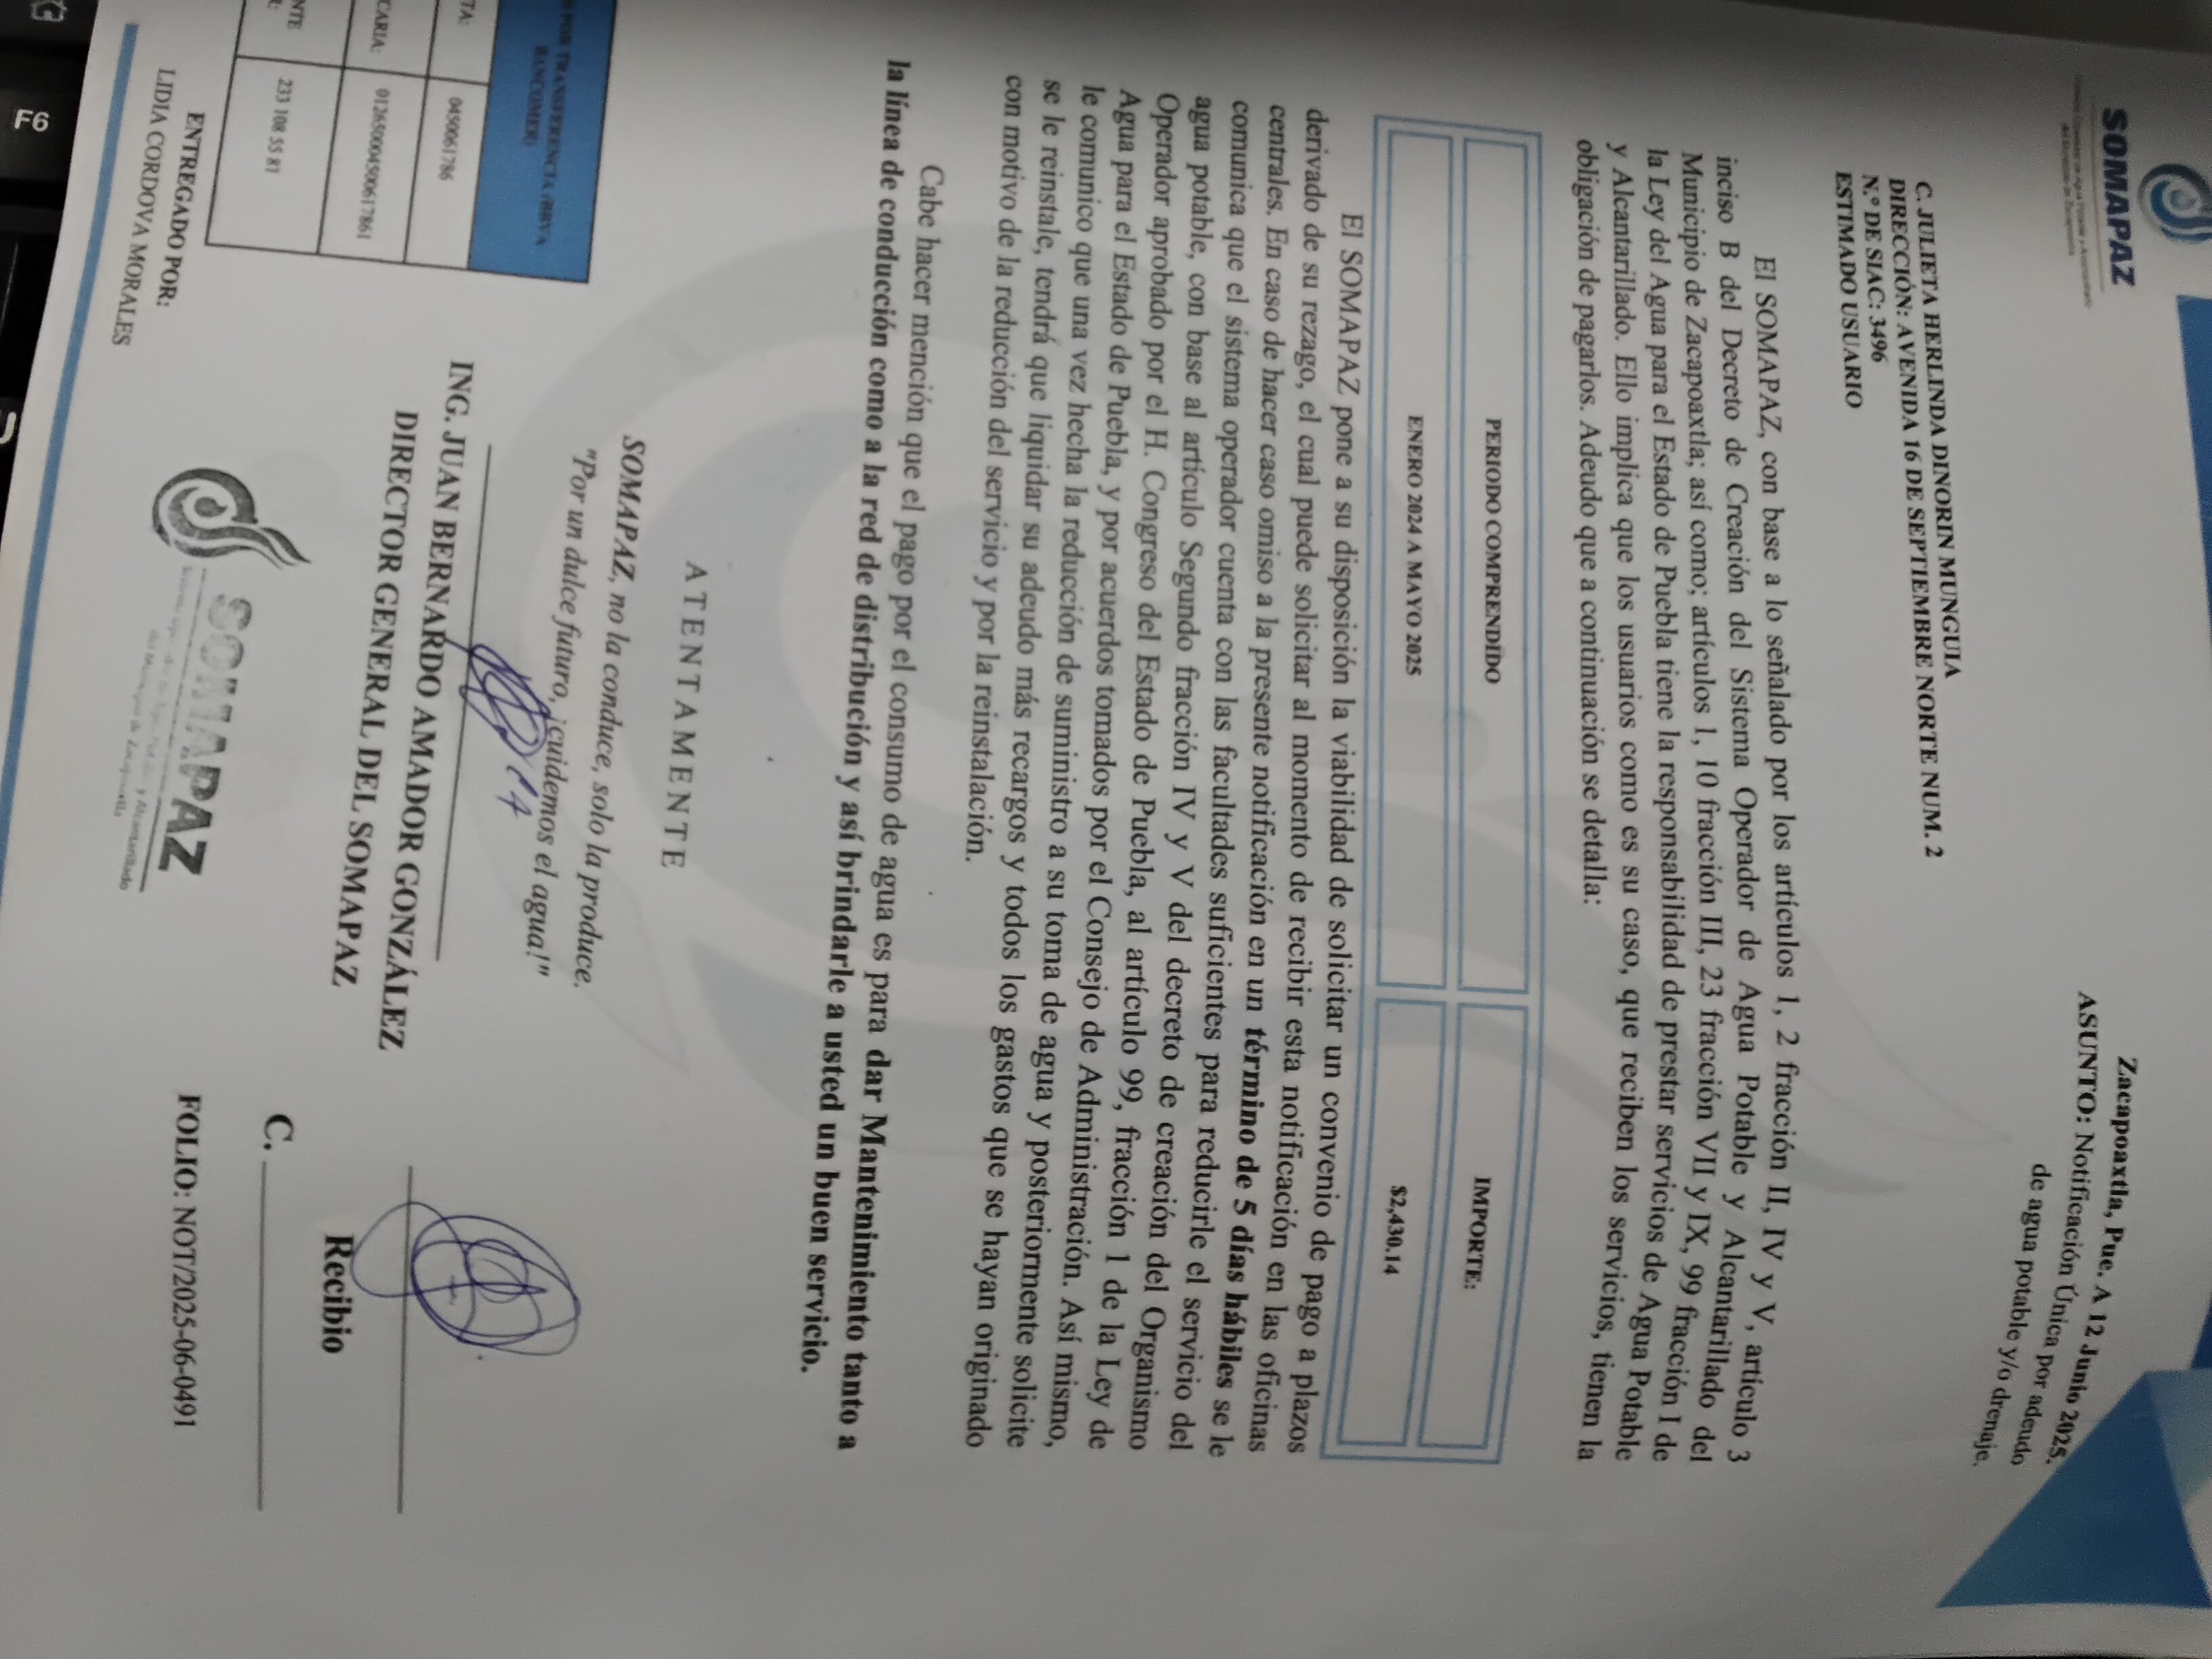 SOMAPAZ
Sistema Operador de Agua Potable y Alcantarillado
del Municipio de Zacapoaxtla
Zacapoaxtla, Pue. A 12 Junio 2025.
ASUNTO: Notificación Única por adeudo
de agua potable y/o drenaje.
C. JULIETA HERLINDA DINORIN MUNGUIA
DIRECCIÓN: AVENIDA 16 DE SEPTIEMBRE NORTE NUM. 2
N.º DE SIAC: 3496
ESTIMADO USUARIO
El SOMAPAZ, con base a lo señalado por los artículos 1, 2 fracción II, IV y V, artículo 3
inciso B del Decreto de Creación del Sistema Operador de Agua Potable y Alcantarillado del
Municipio de Zacapoaxtla; así como; artículos 1, 10 fracción III, 23 fracción VII y IX, 99 fracción I de
la Ley del Agua para el Estado de Puebla tiene la responsabilidad de prestar servicios de Agua Potable
y Alcantarillado. Ello implica que los usuarios como es su caso, que reciben los servicios, tienen la
obligación de pagarlos. Adeudo que a continuación se detalla:
PERIODO COMPRENDIDO
IMPORTE:
ENERO 2024 A MAYO 2025
$2,430.14
El SOMAPAZ pone a su disposición la viabilidad de solicitar un convenio de pago a plazos
derivado de su rezago, el cual puede solicitar al momento de recibir esta notificación en las oficinas
centrales. En caso de hacer caso omiso a la presente notificación en un término de 5 días hábiles se le
comunica que el sistema operador cuenta con las facultades suficientes para reducirle el servicio del
agua potable, con base al artículo Segundo fracción IV y V del decreto de creación del Organismo
Operador aprobado por el H. Congreso del Estado de Puebla, al artículo 99, fracción 1 de la Ley de
Agua para el Estado de Puebla, y por acuerdos tomados por el Consejo de Administración. Así mismo,
le comunico que una vez hecha la reducción de suministro a su toma de agua y posteriormente solicite
se le reinstale, tendrá que liquidar su adeudo más recargos y todos los gastos que se hayan originado
con motivo de la reducción del servicio y por la reinstalación.
Cabe hacer mención que el pago por el consumo de agua es para dar Mantenimiento tanto a
la línea de conducción como a la red de distribución y así brindarle a usted un buen servicio.
ATENTAMENTE
SOMAPAZ, no la conduce, solo la produce.
"Por un dulce futuro, ¡cuidemos el agua!"
ING. JUAN BERNARDO AMADOR GONZÁLEZ
DIRECTOR GENERAL DEL SOMAPAZ
Recibio
C.
FOLIO: NOT/2025-06-0491
POR TRANSFERENCIA (BBVA
BANCOMER)
TA:
0450061786
CARIA:
012650004500617861
NTE
233 108 55 81
ENTREGADO POR:
LIDIA CORDOVA MORALES
SOMAPAZ
Sistema Operador de Agua Potable y Alcantarillado
del Municipio de Zacapoaxtla
F6